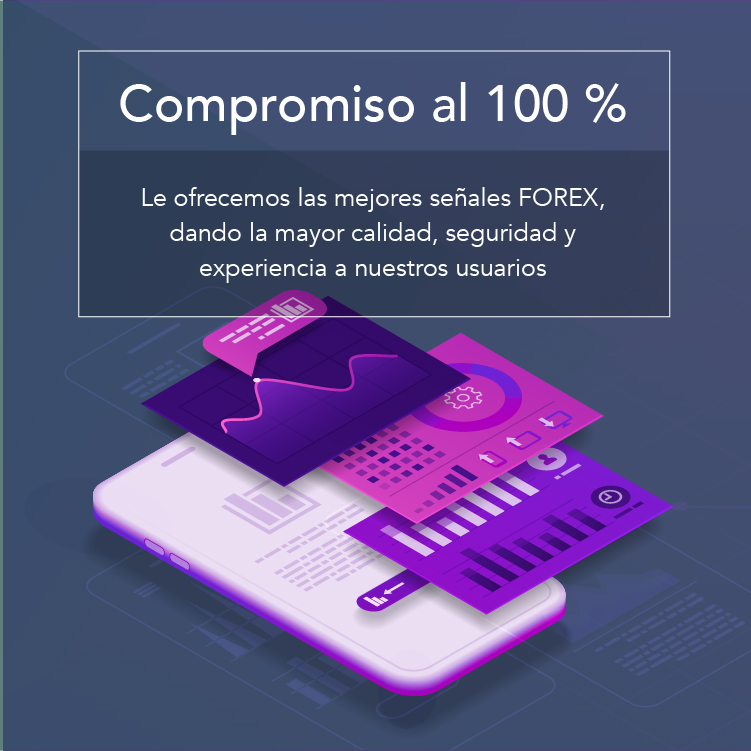 Compromiso al 100 %
Le ofrecemos las mejores señales FOREX,
dando la mayor calidad, seguridad y
experiencia a nuestros usuarios